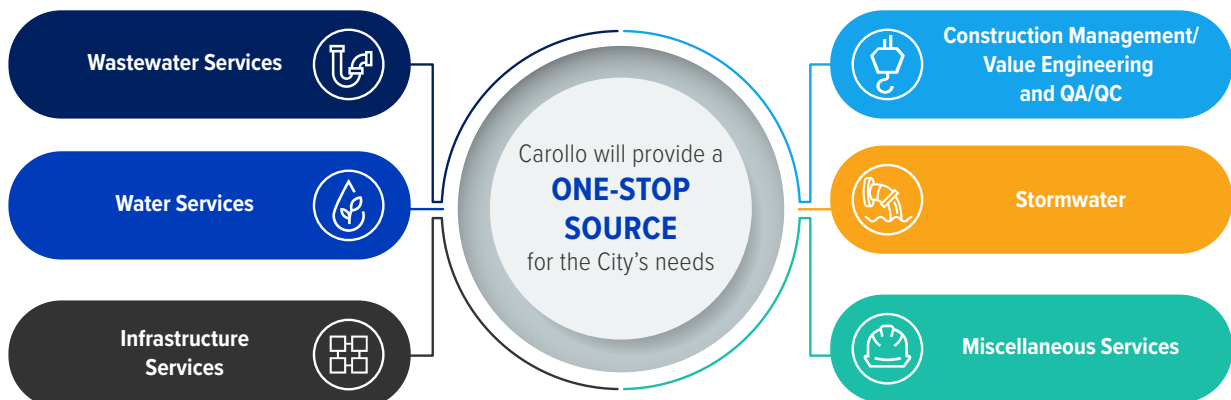 Wastewater Services
Water Services
Infrastructure
Services
Carollo will provide a
ONE-STOP
SOURCE
for the City's needs
Construction Management/
Value Engineering
and QA/QC
Stormwater
Miscellaneous Services